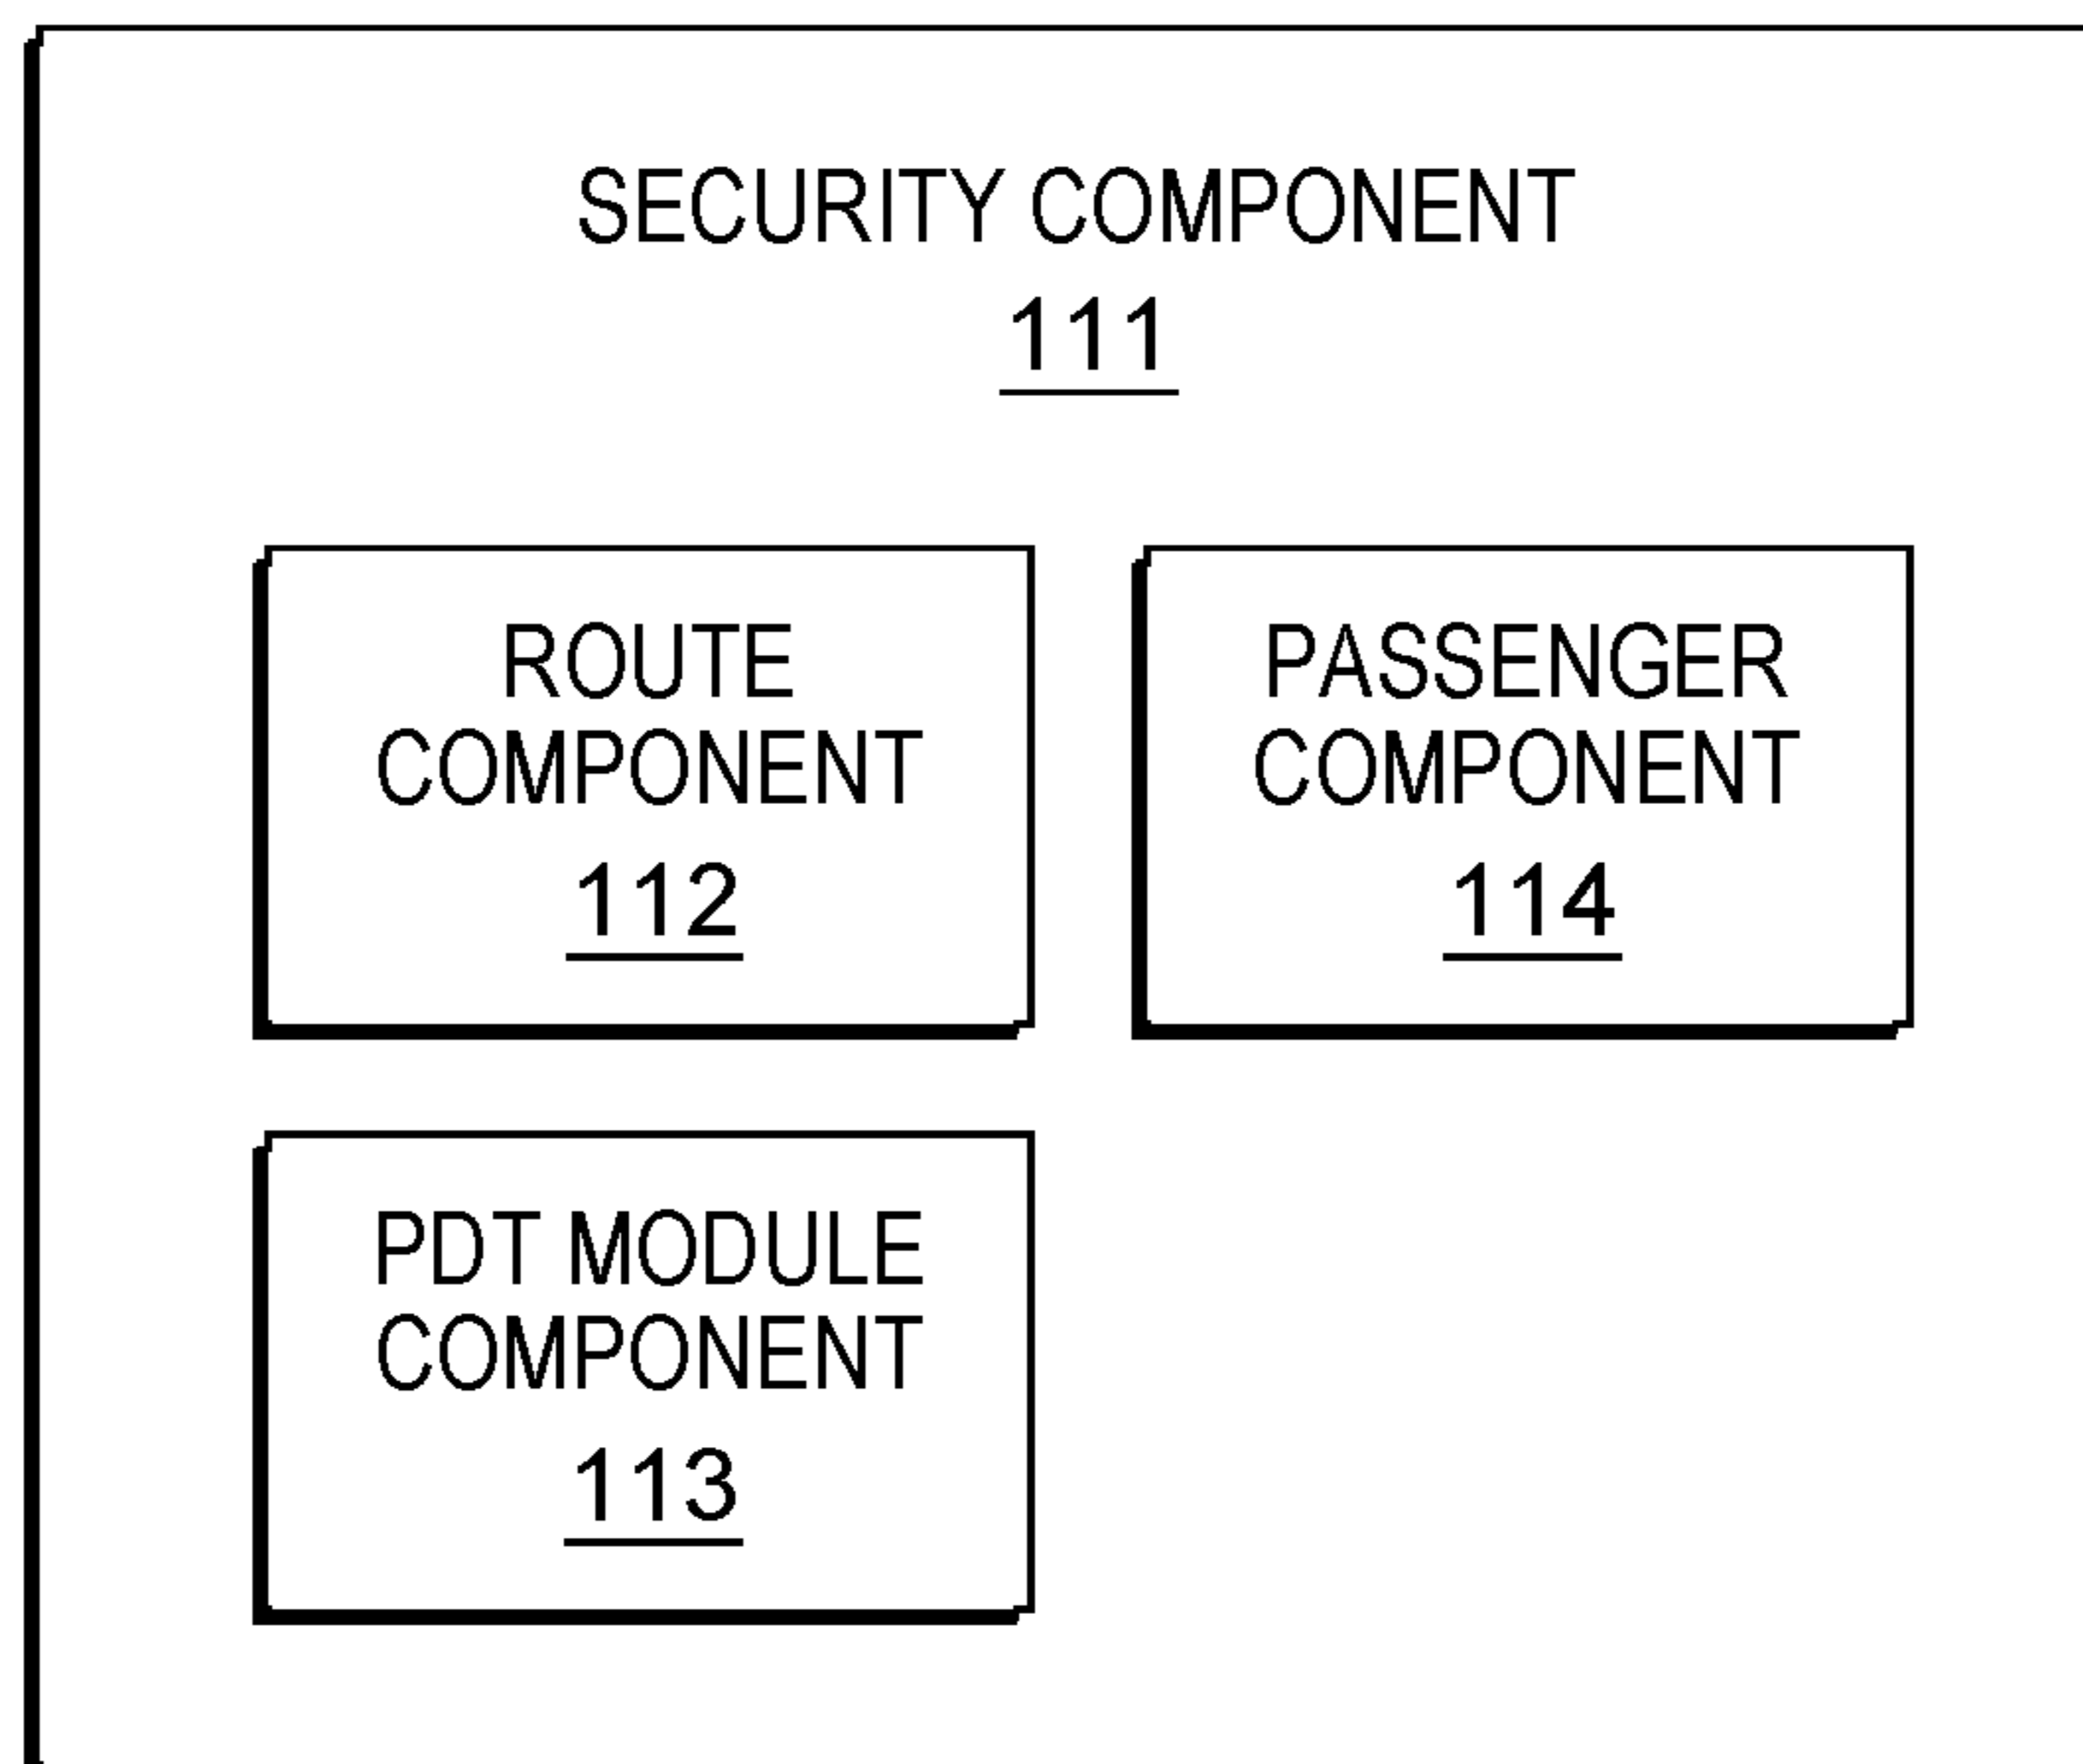 SECURITY COMPONENT
111
ROUTE
COMPONENT
112
PASSENGER
COMPONENT
114
PDT MODULE
COMPONENT
113